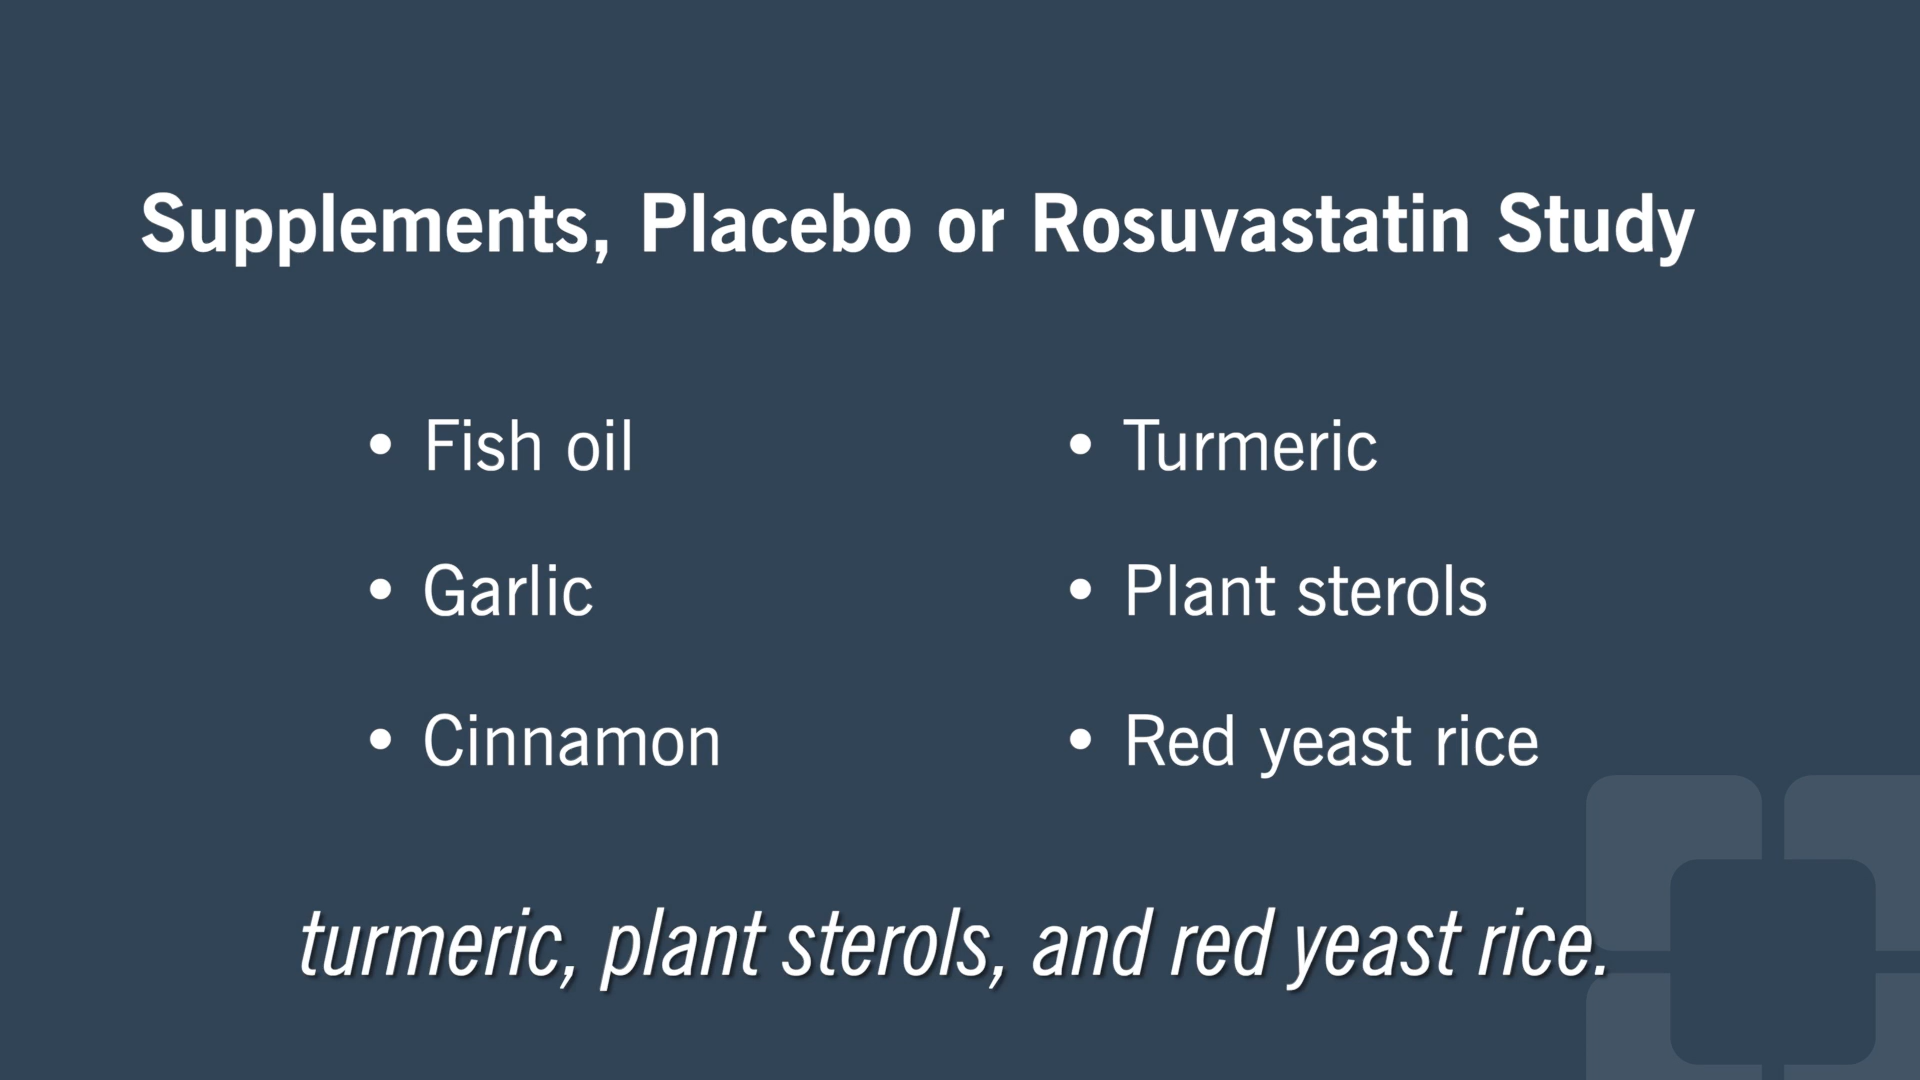 Supplements, Placebo or Rosuvastatin Study
• Fish oil
• Garlic
• Cinnamon
• Turmeric
• Plant sterols
• Red yeast rice
turmeric, plant sterols, and red yeast rice.